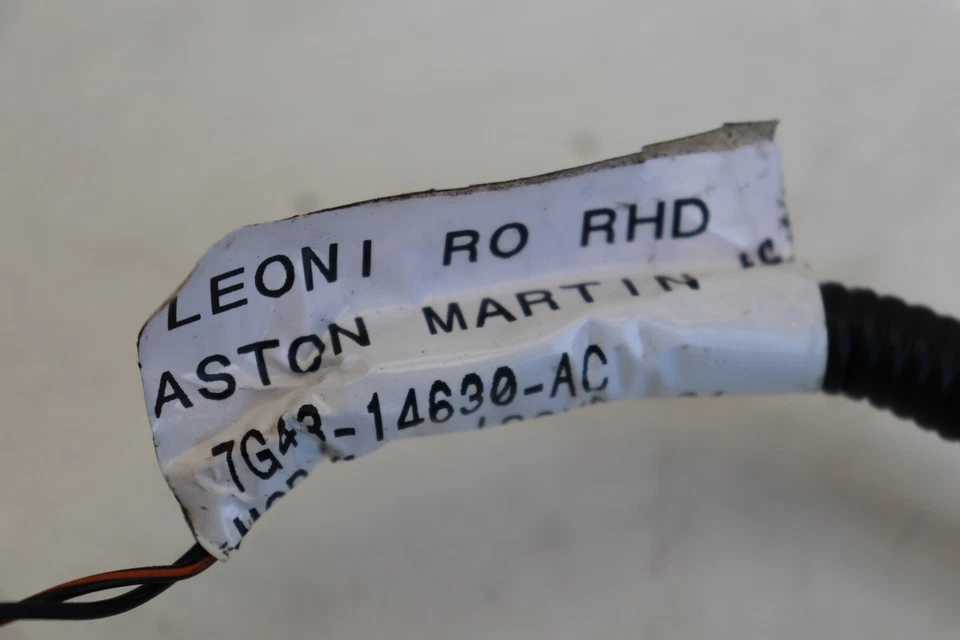 LEONI RO RHD
ASTON MARTIN
7G43-14630-AC